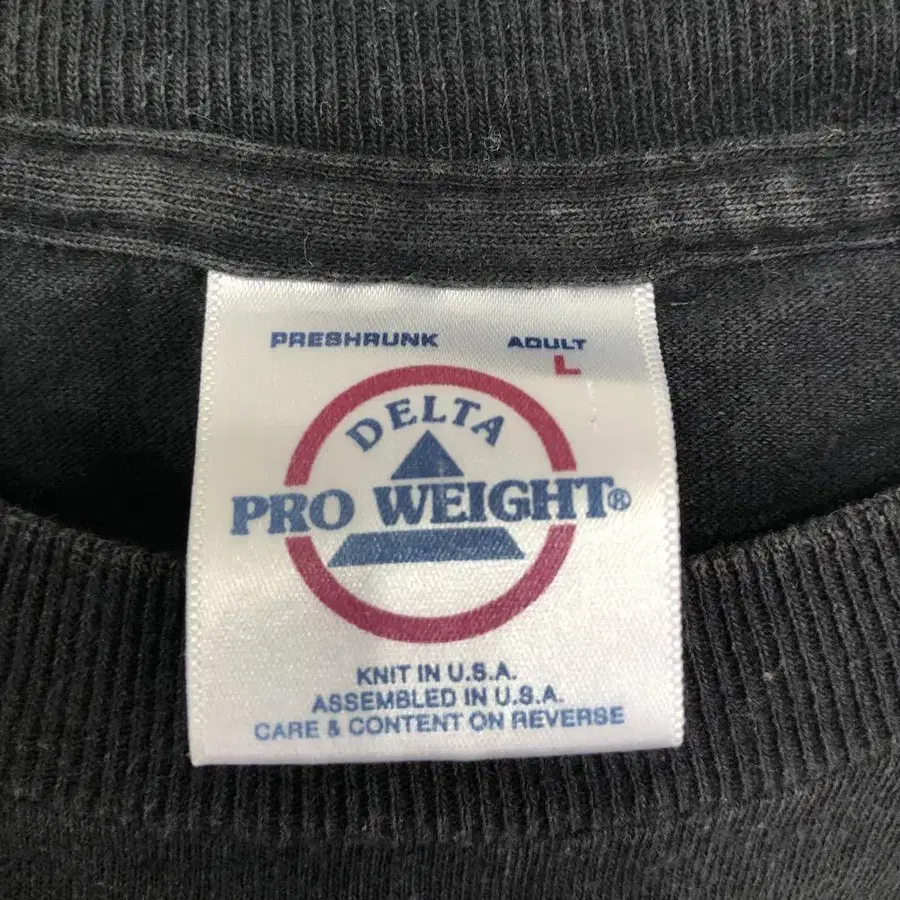 PRESHRUNK ADULT
L
DELTA
PRO WEIGHT®
KNIT IN U.S.A.
ASSEMBLED IN U.S.A.
CARE & CONTENT ON REVERSE